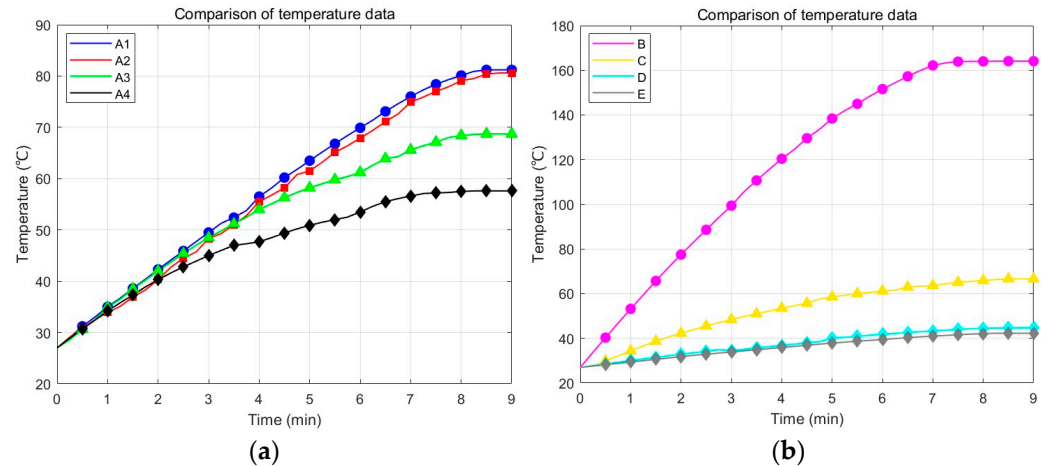 Comparison of temperature data
90
80
70
60
50
40
30
20
0 1 2 3 4 5 6 7 8 9
Temperature (℃)
Time (min)
A1
A2
A3
A4
(a)
Comparison of temperature data
180
160
140
120
100
80
60
40
20
0 1 2 3 4 5 6 7 8 9
Temperature (℃)
Time (min)
B
C
D
E
(b)